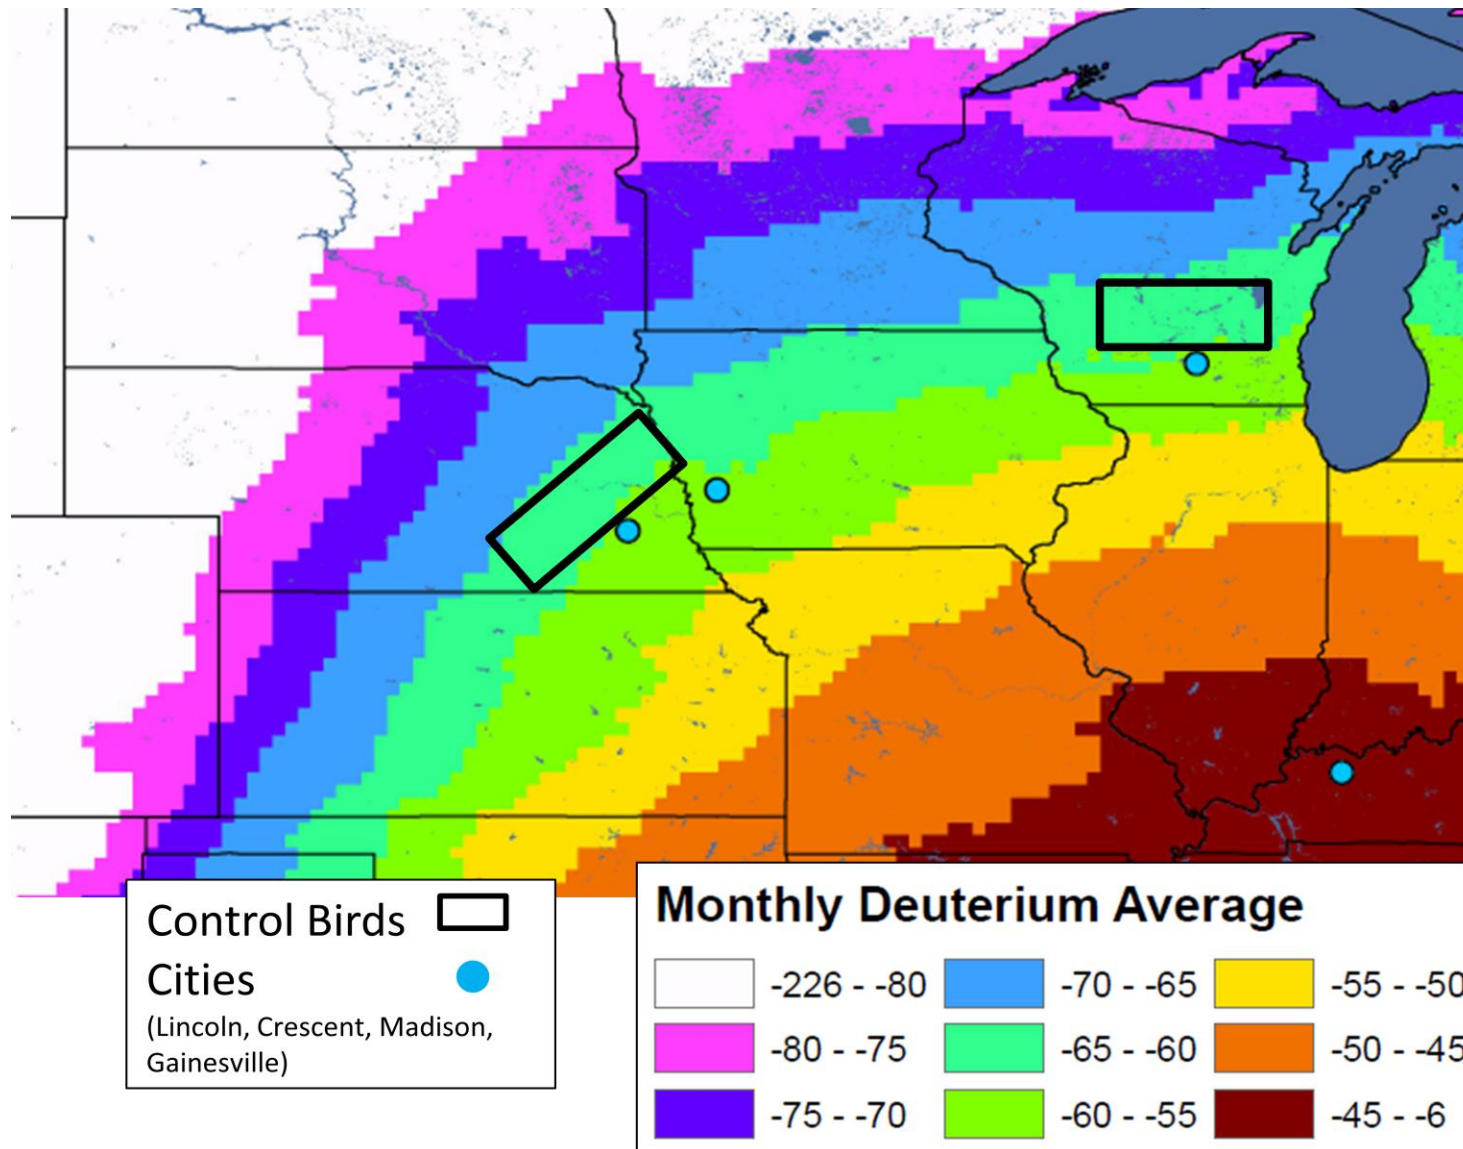 Control Birds
Cities
(Lincoln, Crescent, Madison,
Gainesville)
Monthly Deuterium Average
-226 - -80
-70 - -65
-55 - -50
-80 - -75
-65 - -60
-50 - -45
-75 - -70
-60 - -55
-45 - -6